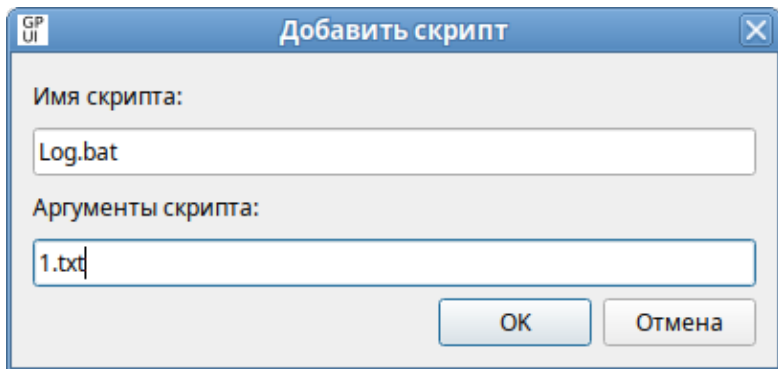 GP
UI
Добавить скрипт
Имя скрипта:
Log.bat
Аргументы скрипта:
1.txt
OK
Отмена